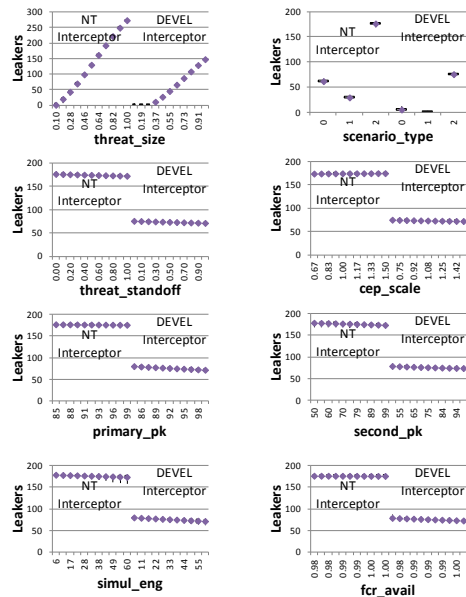 300
250
200
150
100
50
0
Leakers
NT
Interceptor
DEVEL
Interceptor
0.10
0.28
0.46
0.64
0.82
1.00
0.19
0.37
0.55
0.73
0.91
threat_size
200
150
100
50
0
Leakers
NT
Interceptor
DEVEL
Interceptor
0
1
2
0
1
2
scenario_type
200
150
100
50
0
Leakers
NT
Interceptor
DEVEL
Interceptor
0.00
0.20
0.40
0.60
0.80
1.00
0.10
0.30
0.50
0.70
0.90
threat_standoff
200
150
100
50
0
Leakers
NT
Interceptor
DEVEL
Interceptor
0.67
0.83
1.00
1.17
1.33
1.50
0.75
0.92
1.08
1.25
1.42
cep_scale
200
150
100
50
0
Leakers
NT
Interceptor
DEVEL
Interceptor
85
88
91
93
96
99
86
89
92
95
98
primary_pk
200
150
100
50
0
Leakers
NT
Interceptor
DEVEL
Interceptor
50
60
70
79
89
99
55
65
75
84
94
second_pk
200
150
100
50
0
Leakers
NT
Interceptor
DEVEL
Interceptor
6
17
28
38
49
60
11
22
33
44
55
simul_eng
200
150
100
50
0
Leakers
NT
Interceptor
DEVEL
Interceptor
0.98
0.98
0.99
0.99
1.00
1.00
0.98
0.99
0.99
0.99
1.00
fcr_avail